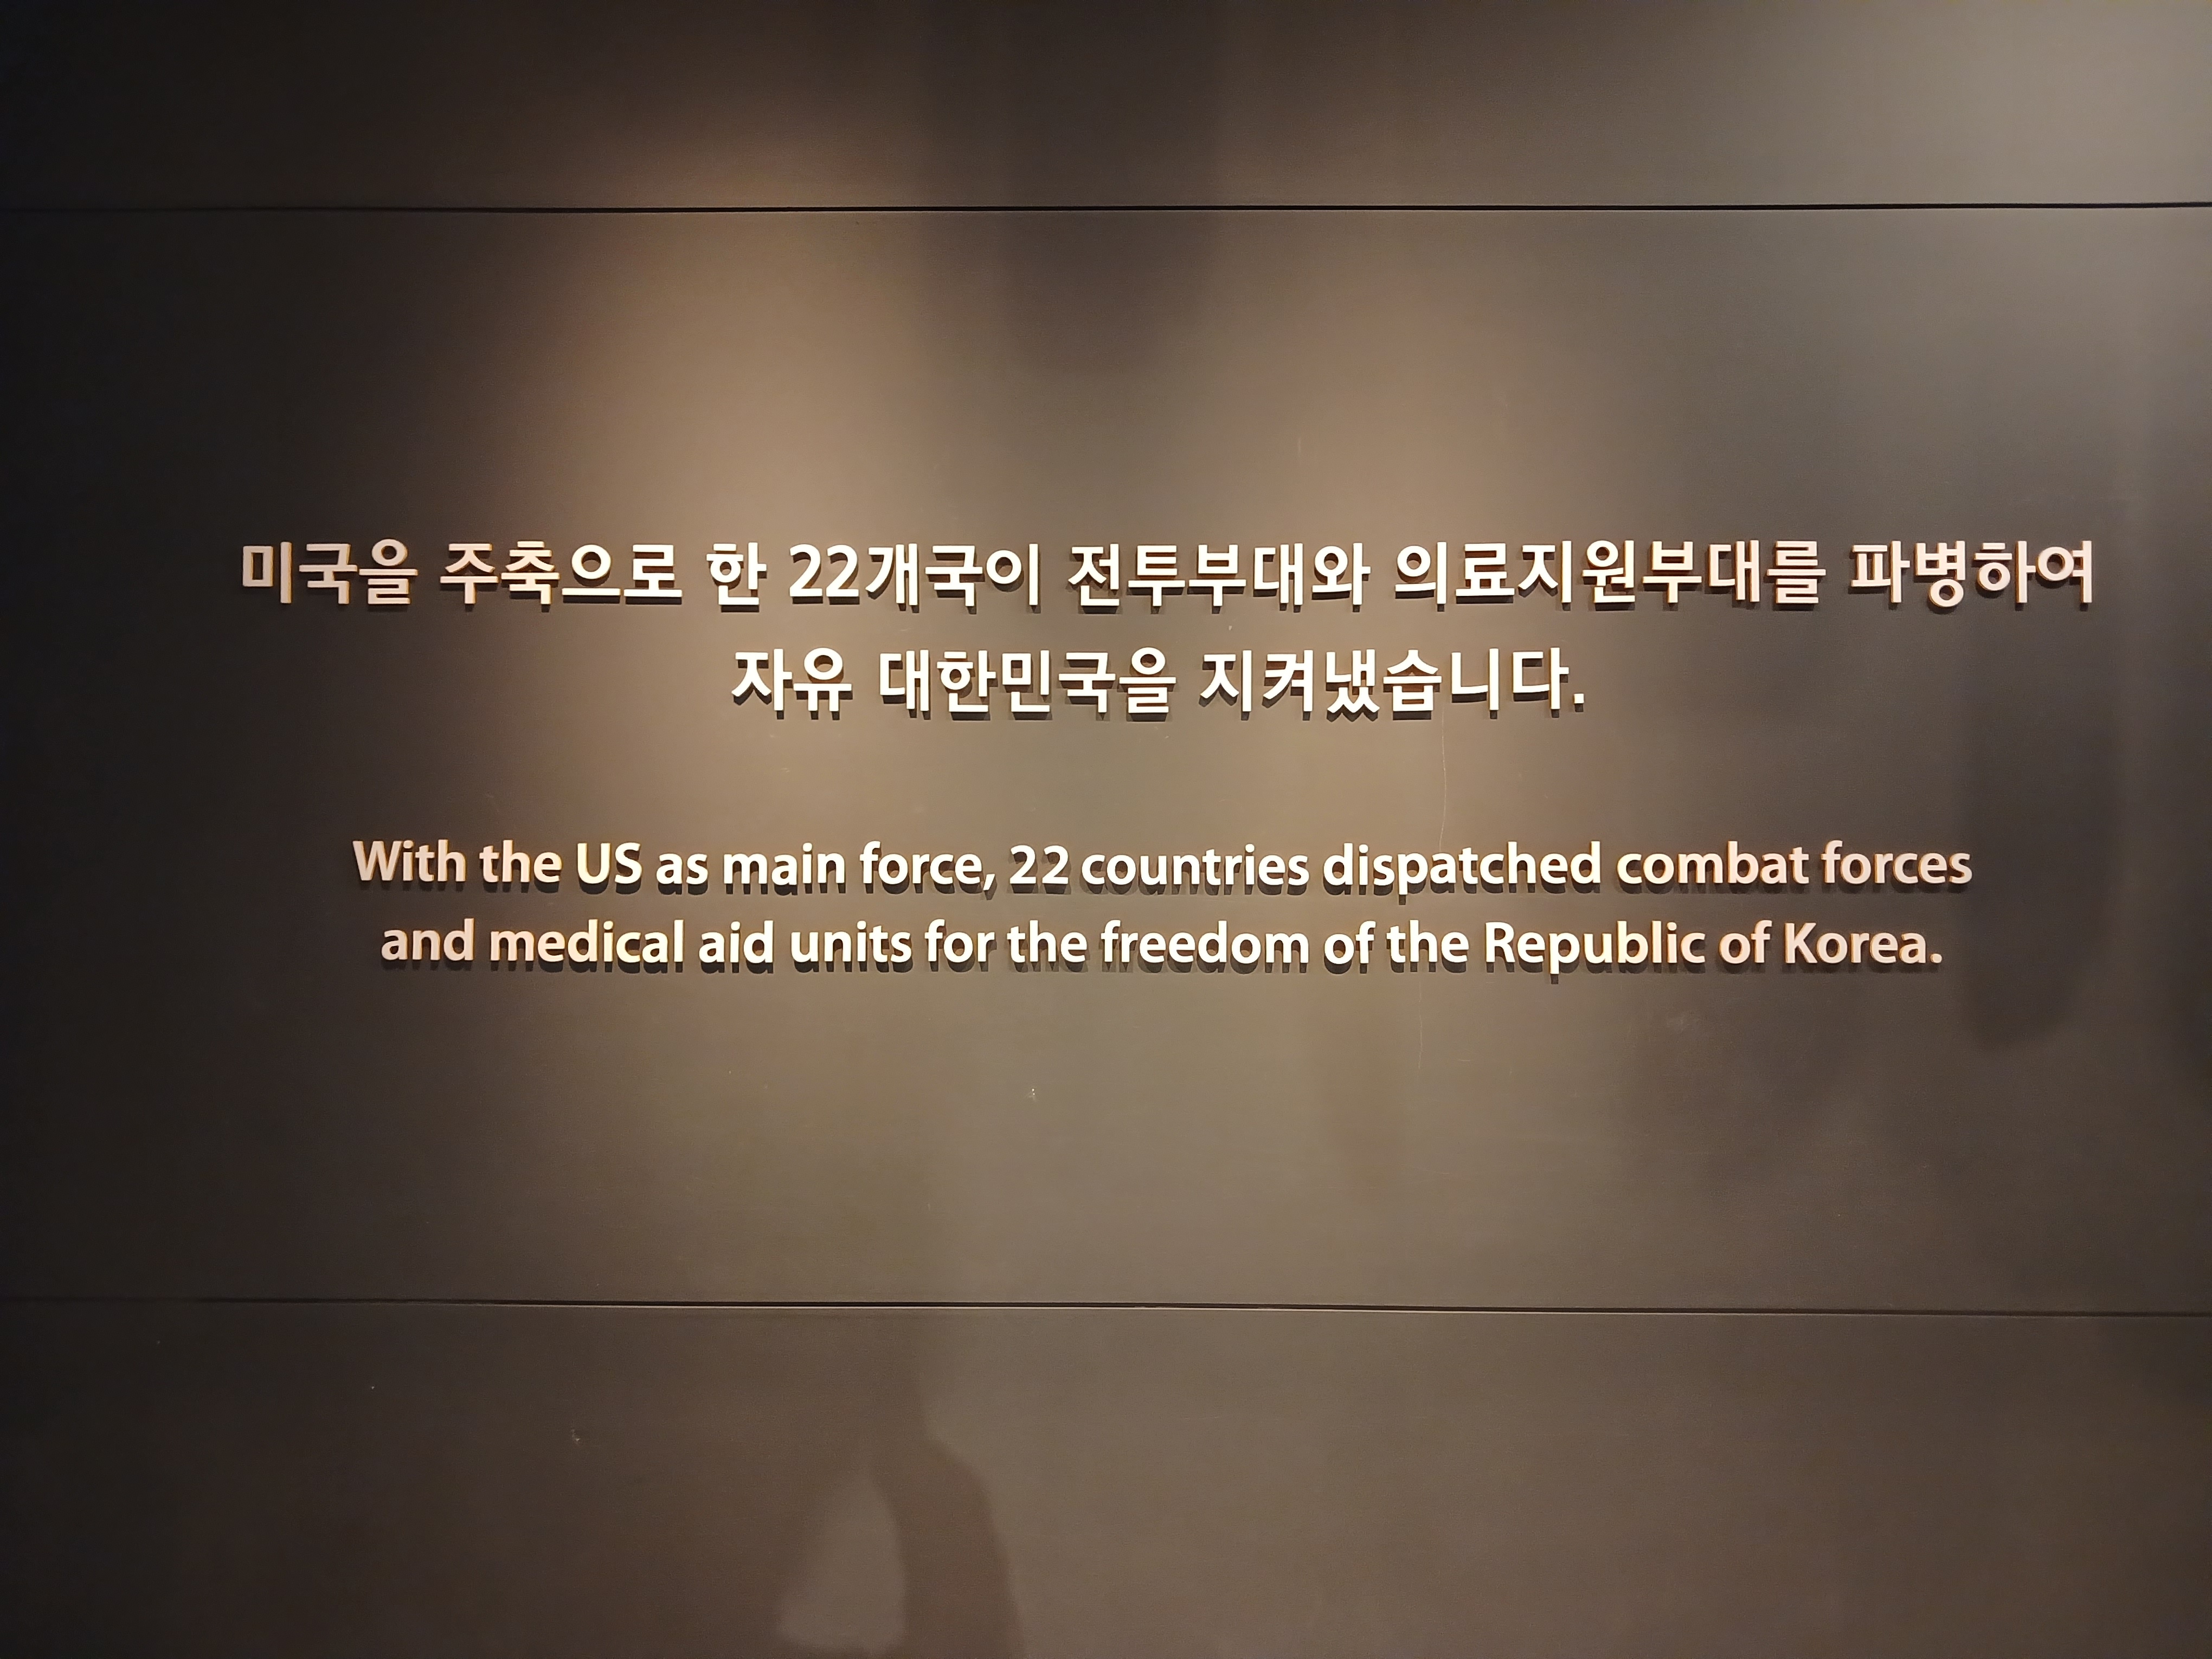 미국을 주축으로 한 22개국이 전투부대와 의료지원부대를 파병하여
자유 대한민국을 지켜냈습니다.
With the US as main force, 22 countries dispatched combat forces
and medical aid units for the freedom of the Republic of Korea.